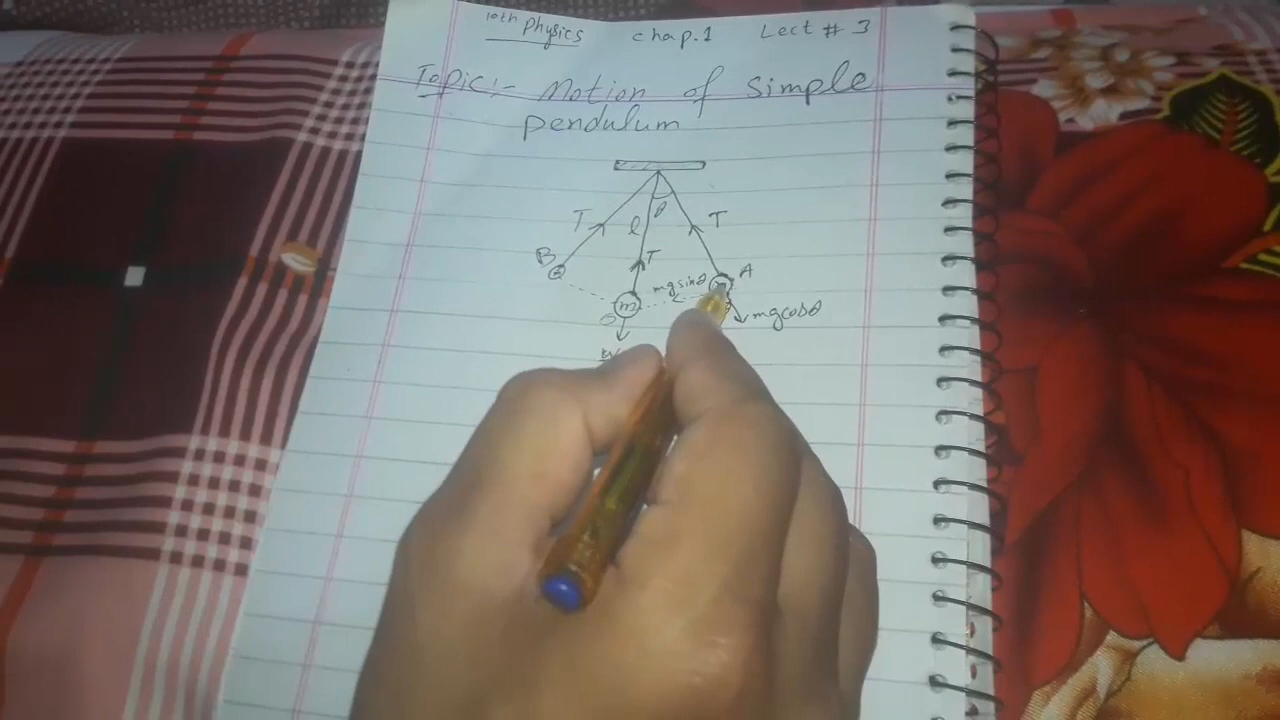 10th Physics chap.1 Lect # 3
Topic:- Motion of Simple
pendulum
θ
T l T
B T A
mgsinθ
m mgcosθ
O
W